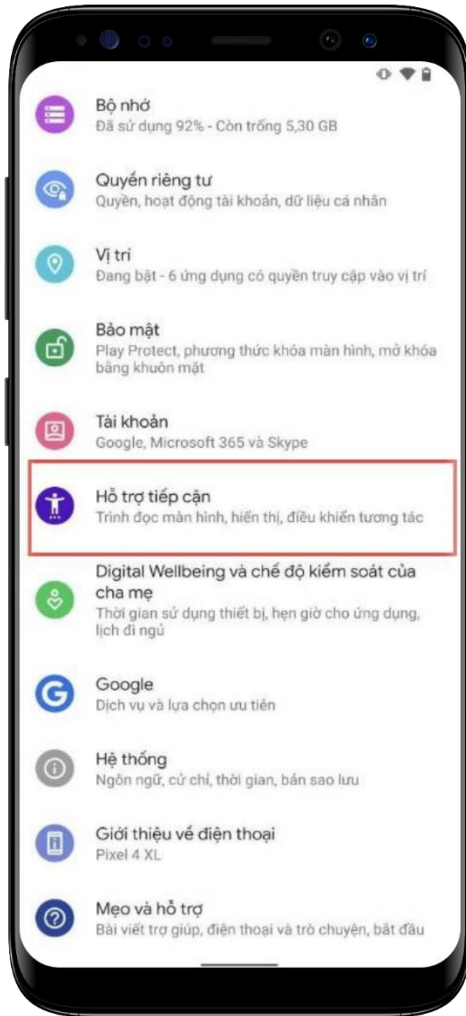 Bộ nhớ
Đã sử dụng 92% - Còn trống 5,30 GB
Quyền riêng tư
Quyền, hoạt động tài khoản, dữ liệu cá nhân
Vị trí
Đang bật - 6 ứng dụng có quyền truy cập vào vị trí
Bảo mật
Play Protect, phương thức khóa màn hình, mở khóa
bằng khuôn mặt
Tài khoản
Google, Microsoft 365 và Skype
Hỗ trợ tiếp cận
Trình đọc màn hình, hiển thị, điều khiển tương tác
Digital Wellbeing và chế độ kiểm soát của
cha mẹ
Thời gian sử dụng thiết bị, hẹn giờ cho ứng dụng,
lịch đi ngủ
G
Google
Dịch vụ và lựa chọn ưu tiên
Hệ thống
Ngôn ngữ, cử chỉ, thời gian, bản sao lưu
Giới thiệu về điện thoại
Pixel 4 XL
Mẹo và hỗ trợ
Bài viết trợ giúp, điện thoại và trò chuyện, bắt đầu